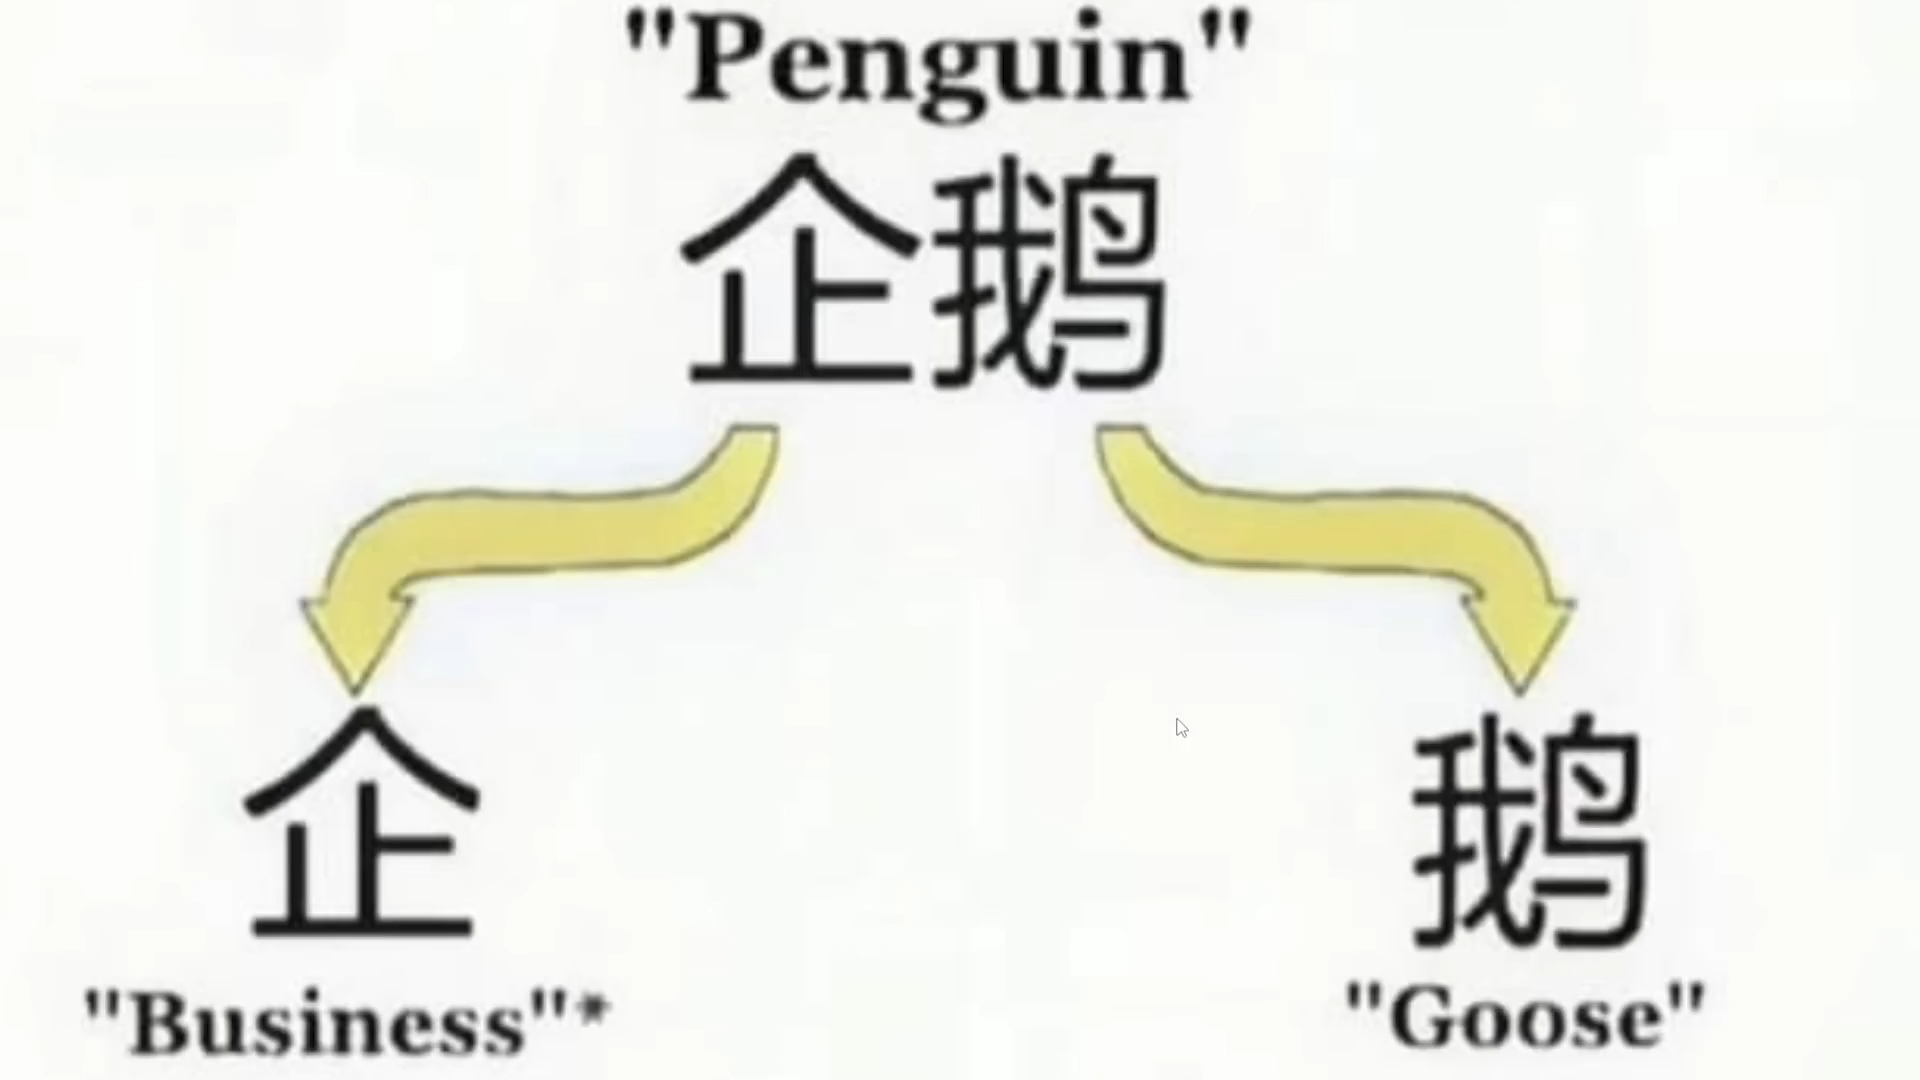 "Penguin"
企鹅
企
鹅
"Business"*
"Goose"